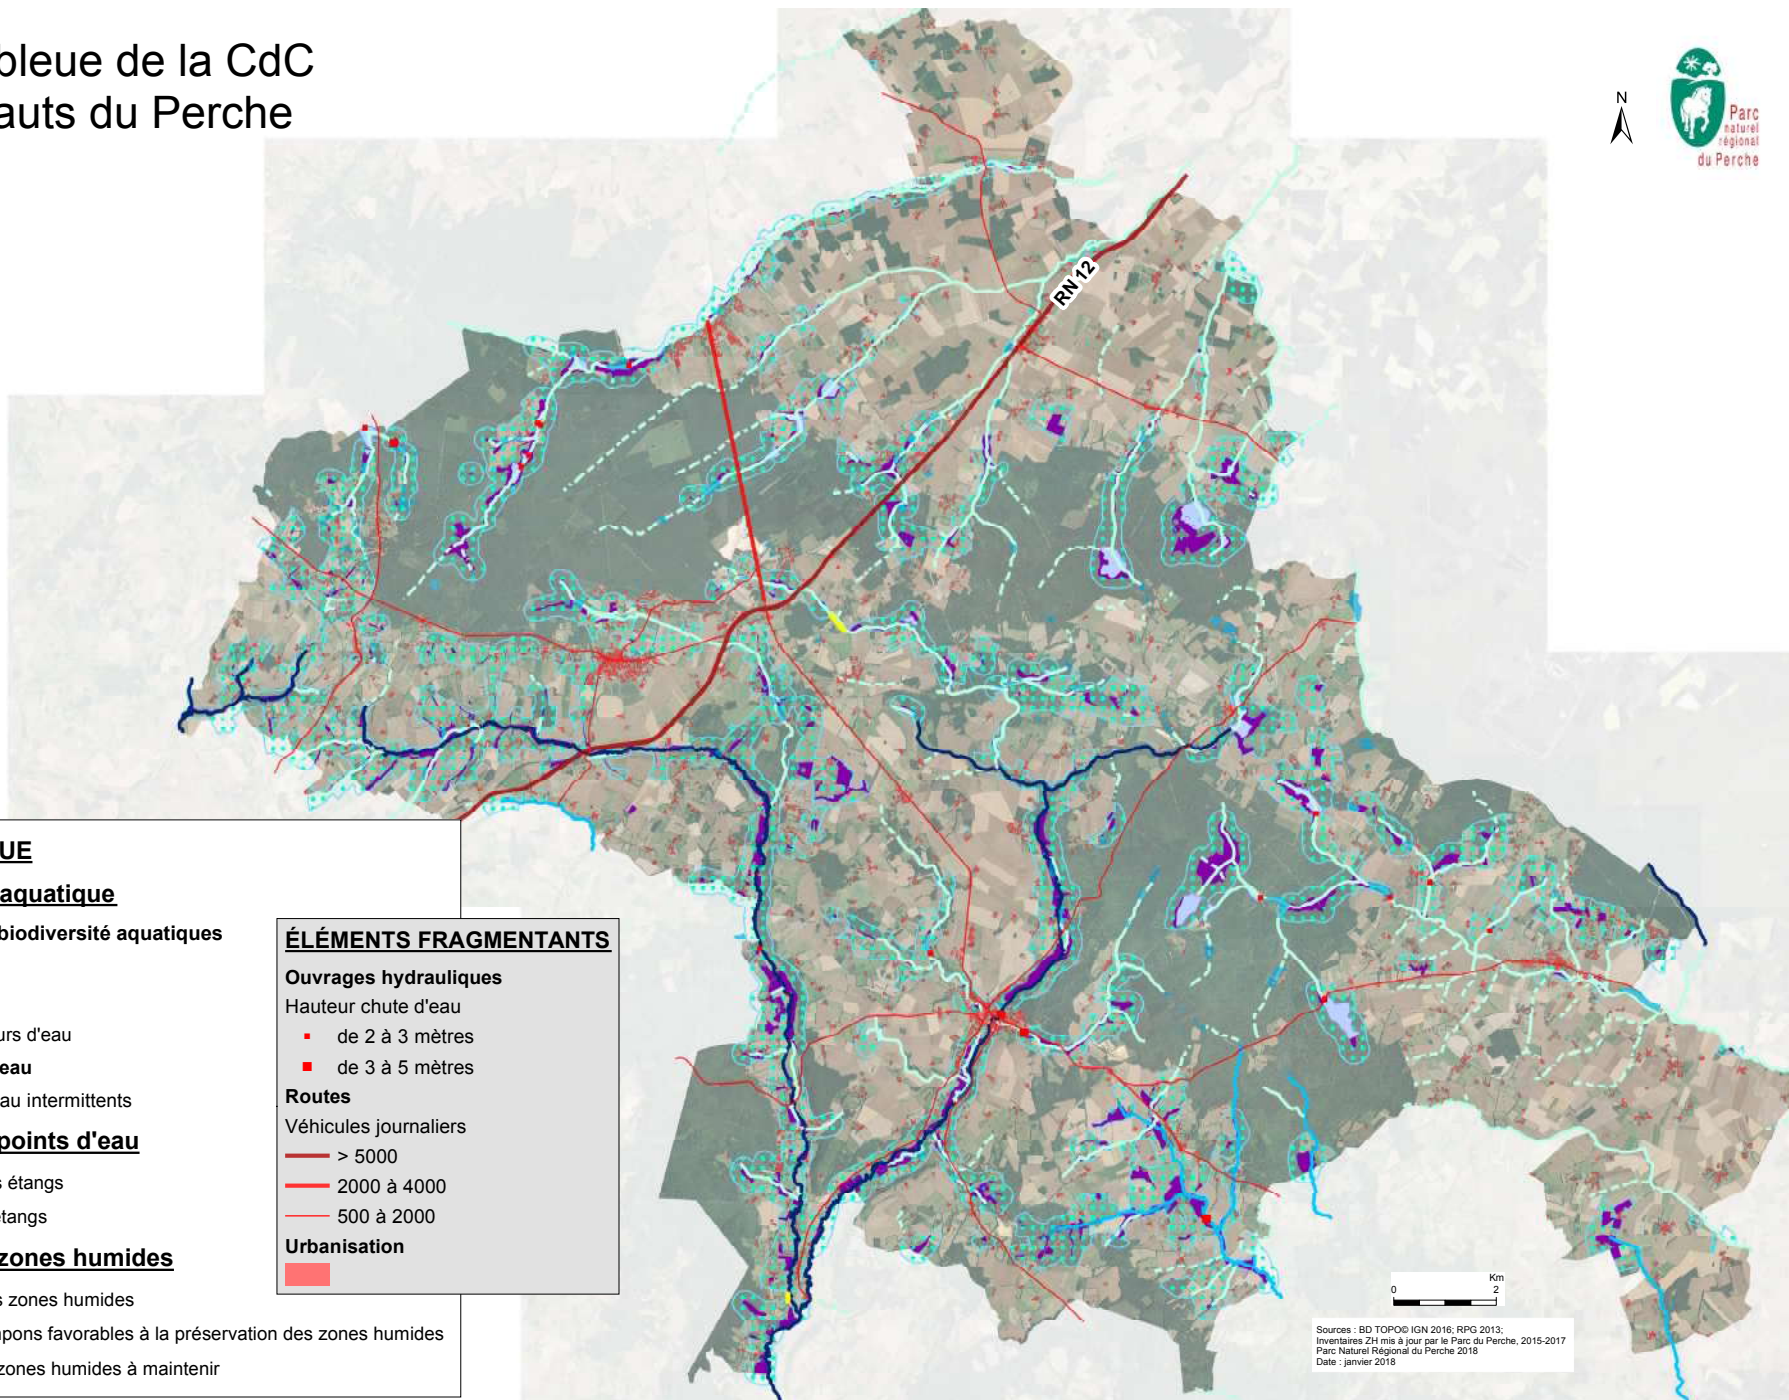 bleue de la CdC
auts du Perche
N
Parc
naturel
régional
du Perche
RN 12
UE
aquatique
biodiversité aquatiques
urs d'eau
eau
au intermittents
points d'eau
s étangs
étangs
zones humides
s zones humides
mpons favorables à la préservation des zones humides
zones humides à maintenir
ÉLÉMENTS FRAGMENTANTS
Ouvrages hydrauliques
Hauteur chute d'eau
de 2 à 3 mètres
de 3 à 5 mètres
Routes
Véhicules journaliers
> 5000
2000 à 4000
500 à 2000
Urbanisation
Km
0 2
Sources : BD TOPO© IGN 2016; RPG 2013;
Inventaires ZH mis à jour par le Parc du Perche, 2015-2017
Parc Naturel Régional du Perche 2018
Date : janvier 2018